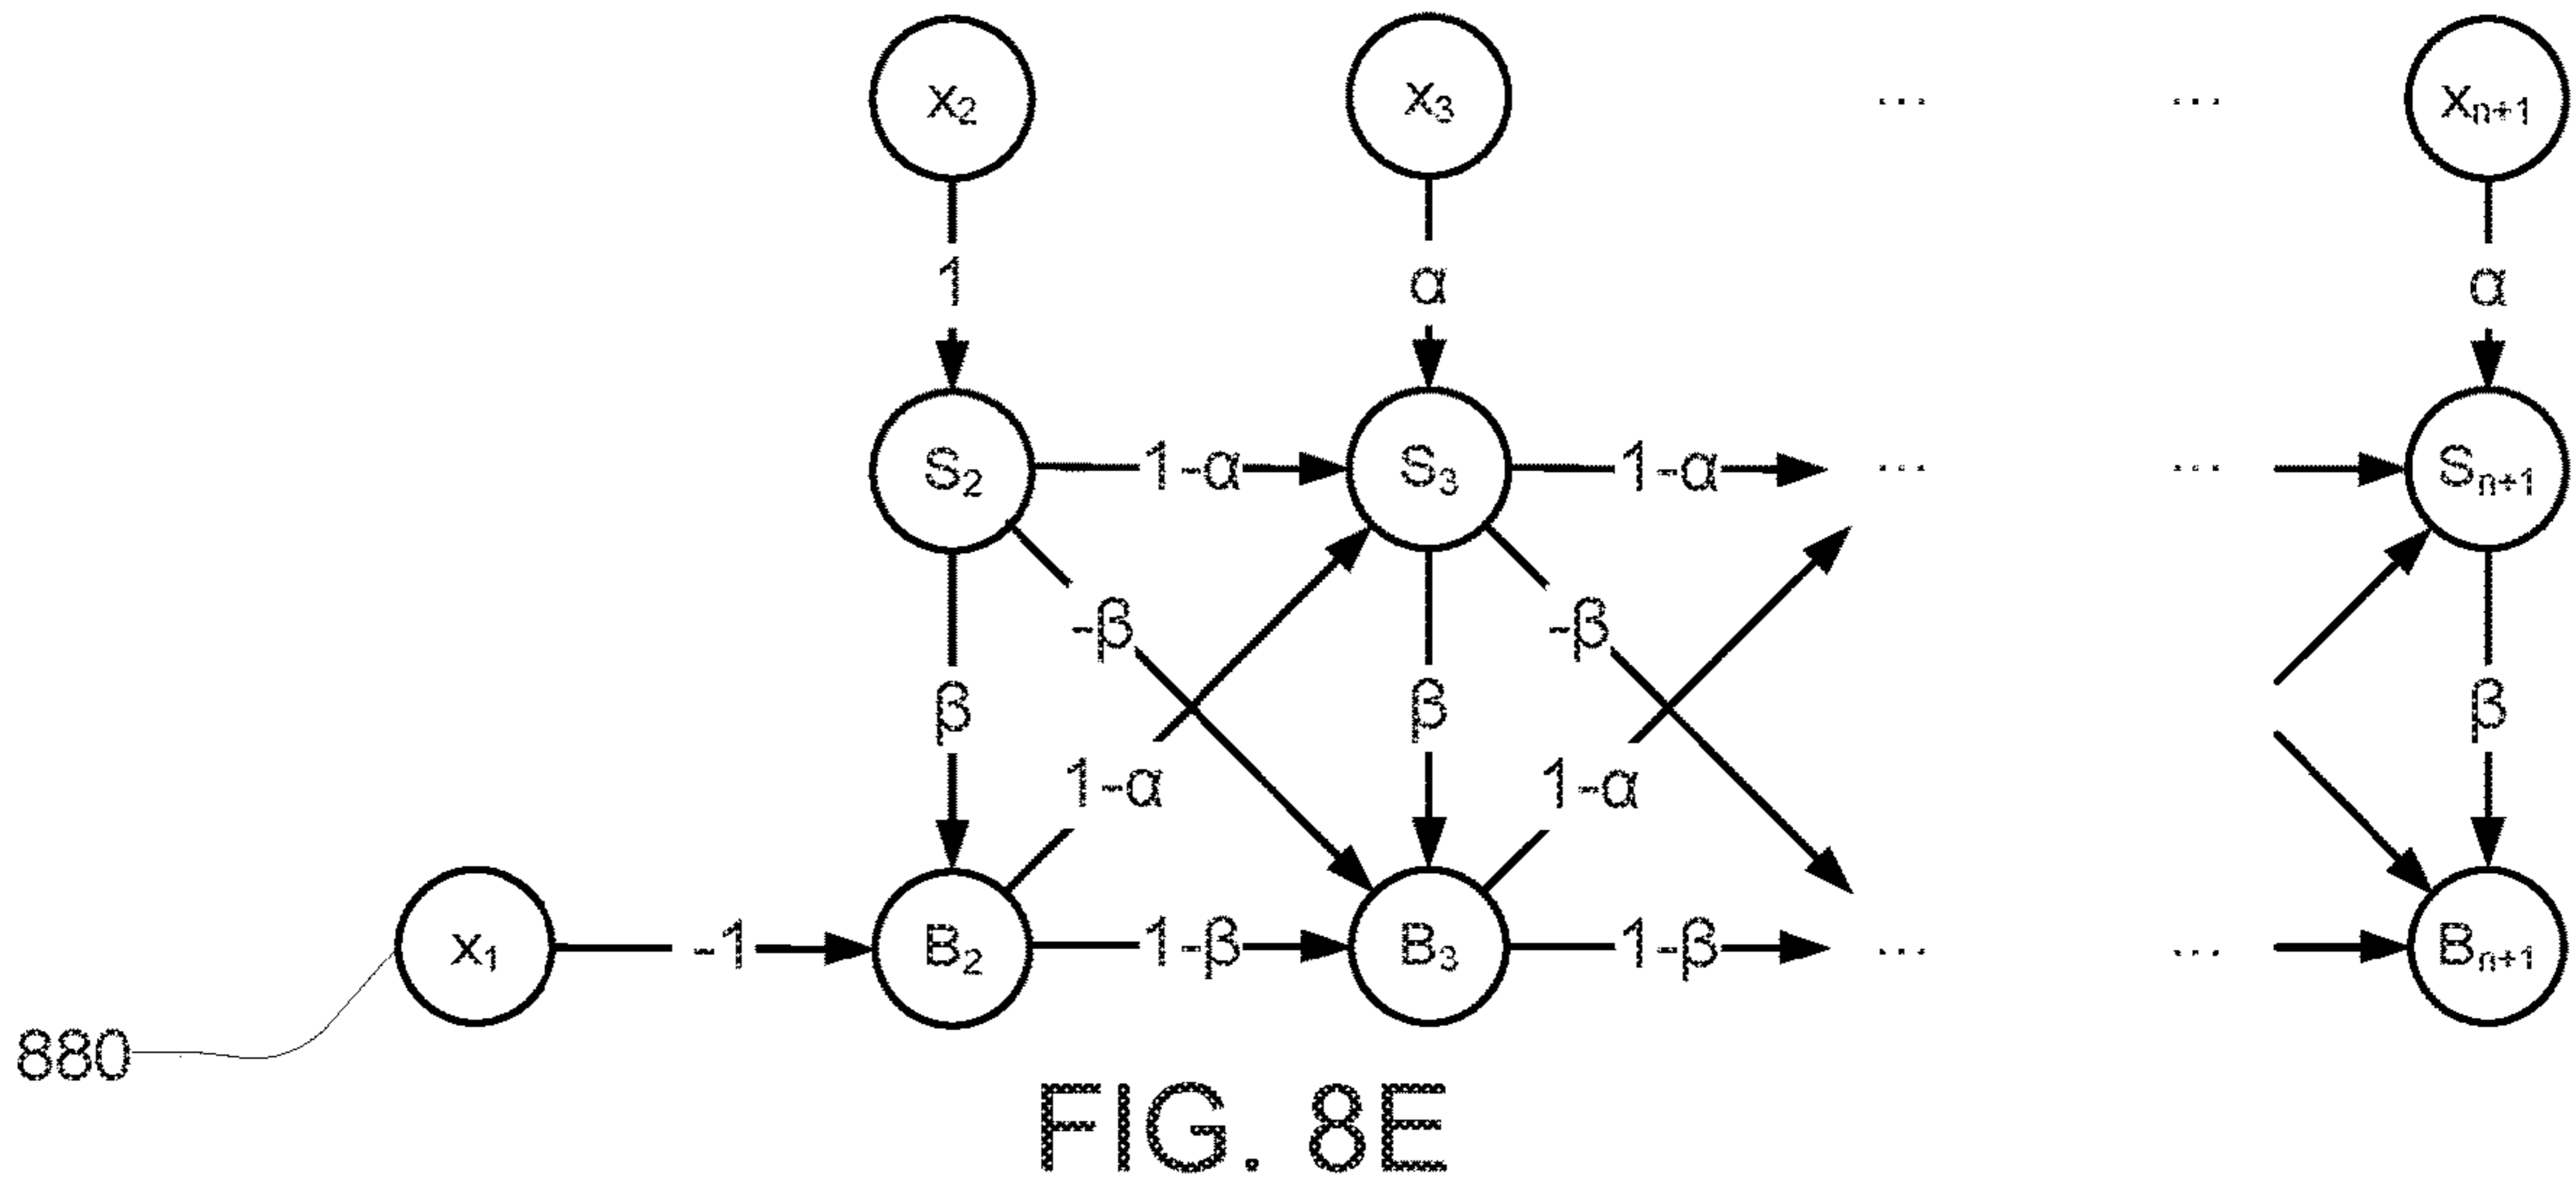 x₂ x₃ ... ... xₙ₊₁
1 α α
S₂ 1-α S₃ 1-α ... ... Sₙ₊₁
-β -β
β β β
1-α 1-α
x₁ -1 B₂ 1-β B₃ 1-β ... ... Bₙ₊₁
880
FIG. 8E